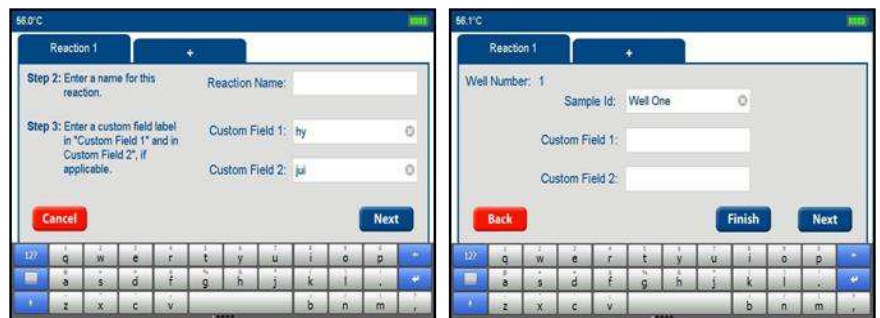 56.0°C
Reaction 1 +
Step 2: Enter a name for this
reaction.
Reaction Name:
Step 3: Enter a custom field label
in "Custom Field 1" and in
Custom Field 2", if
applicable.
Custom Field 1: hy
Custom Field 2: jui
Cancel Next
12? q w e r t y u i o p
a s d f g h j k l .
z x c v b n m ,
56.1°C
Reaction 1 +
Well Number: 1
Sample Id: Well One
Custom Field 1:
Custom Field 2:
Back Finish Next
12? q w e r t y u i o p
a s d f g h j k l .
z x c v b n m ,